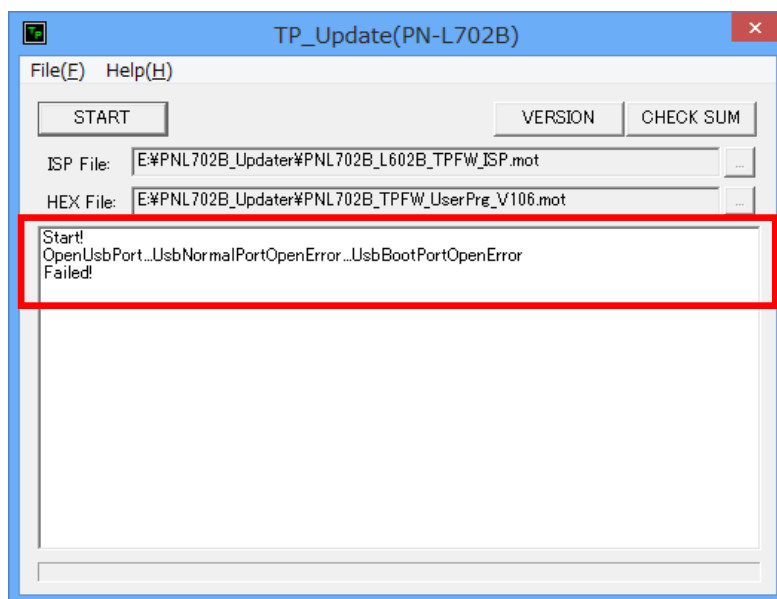 Tp
TP_Update(PN-L702B)
File(F) Help(H)
START VERSION CHECK SUM
ISP File: E:¥PNL702B_Updater¥PNL702B_L602B_TPFW_ISP.mot ...
HEX File: E:¥PNL702B_Updater¥PNL702B_TPFW_UserPrg_V106.mot ...
Start!
OpenUsbPort...UsbNormalPortOpenError...UsbBootPortOpenError
Failed!